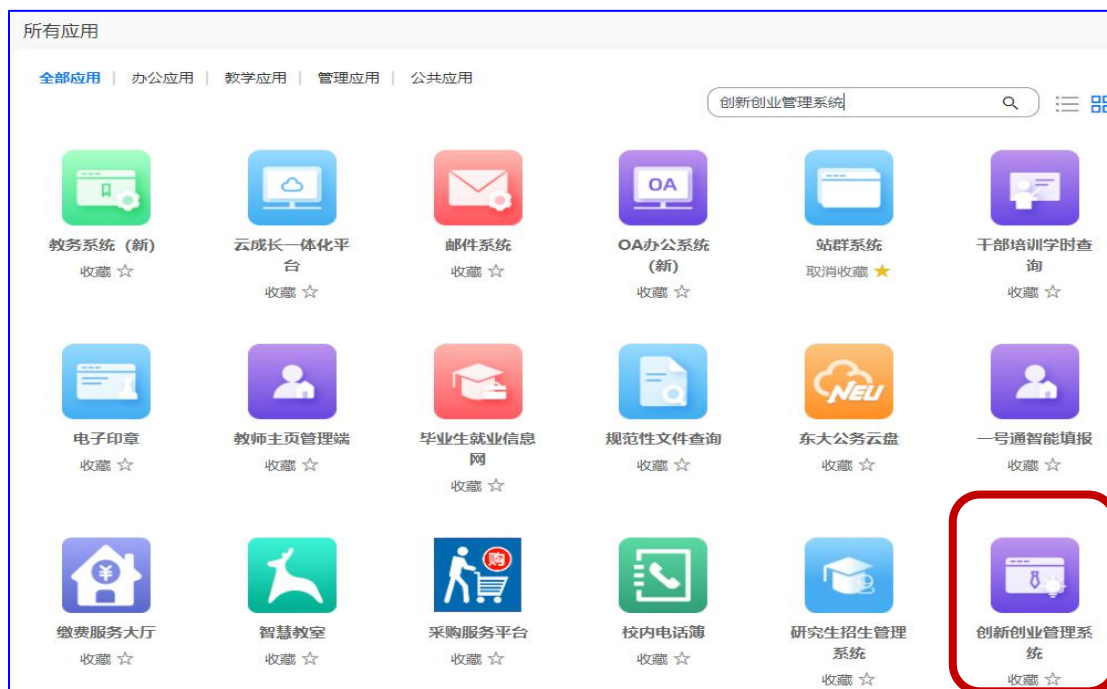 所有应用
全部应用 | 办公应用 | 教学应用 | 管理应用 | 公共应用
创新创业管理系统
OA
教务系统（新） 云成长一体化平 邮件系统 OA办公系统 站群系统 干部培训学时查
收藏 台 收藏 （新） 取消收藏 询
收藏 收藏 收藏
NEU
电子印章 教师主页管理端 毕业生就业信息 规范性文件查询 东大公务云盘 一号通智能填报
收藏 收藏 网 收藏 收藏 收藏
收藏
¥ 购
缴费服务大厅 智慧教室 采购服务平台 校内电话簿 研究生招生管理 创新创业管理系
收藏 收藏 收藏 收藏 系统 统
收藏 收藏